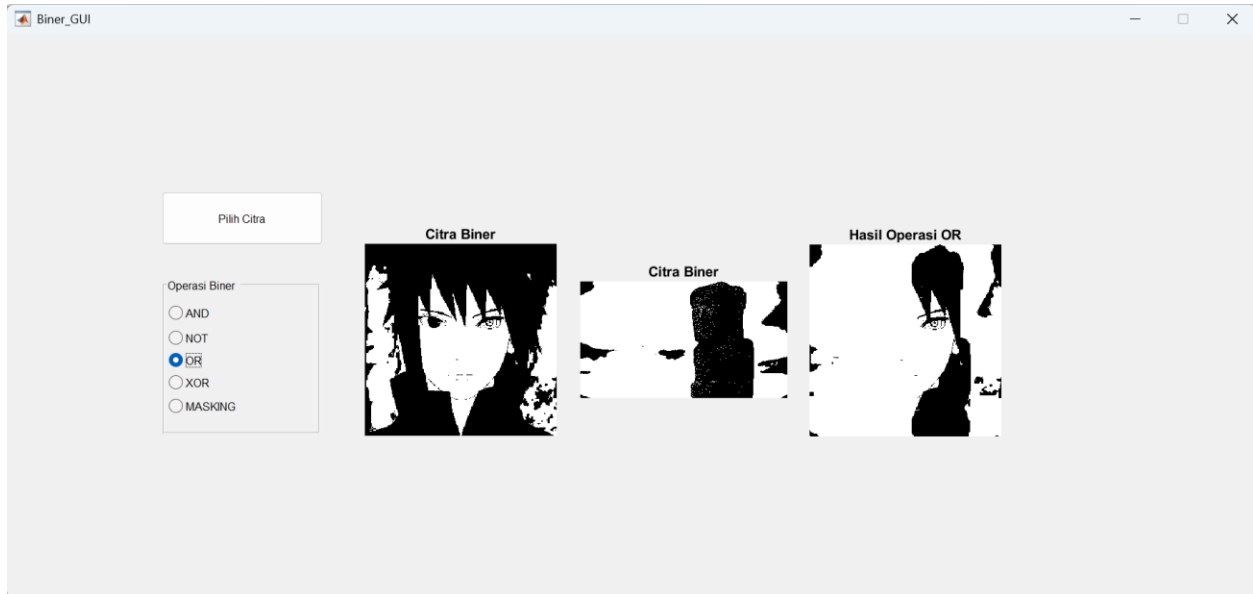 Biner_GUI
Pilih Citra
Operasi Biner
AND
NOT
OR
XOR
MASKING
Citra Biner
Citra Biner
Hasil Operasi OR